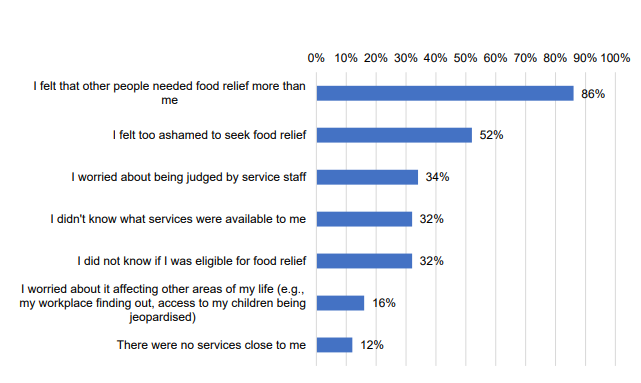 0% 10% 20% 30% 40% 50% 60% 70% 80% 90% 100%
I felt that other people needed food relief more than
me
86%
I felt too ashamed to seek food relief
52%
I worried about being judged by service staff
34%
I didn't know what services were available to me
32%
I did not know if I was eligible for food relief
32%
I worried about it affecting other areas of my life (e.g.,
my workplace finding out, access to my children being
jeopardised)
16%
There were no services close to me
12%